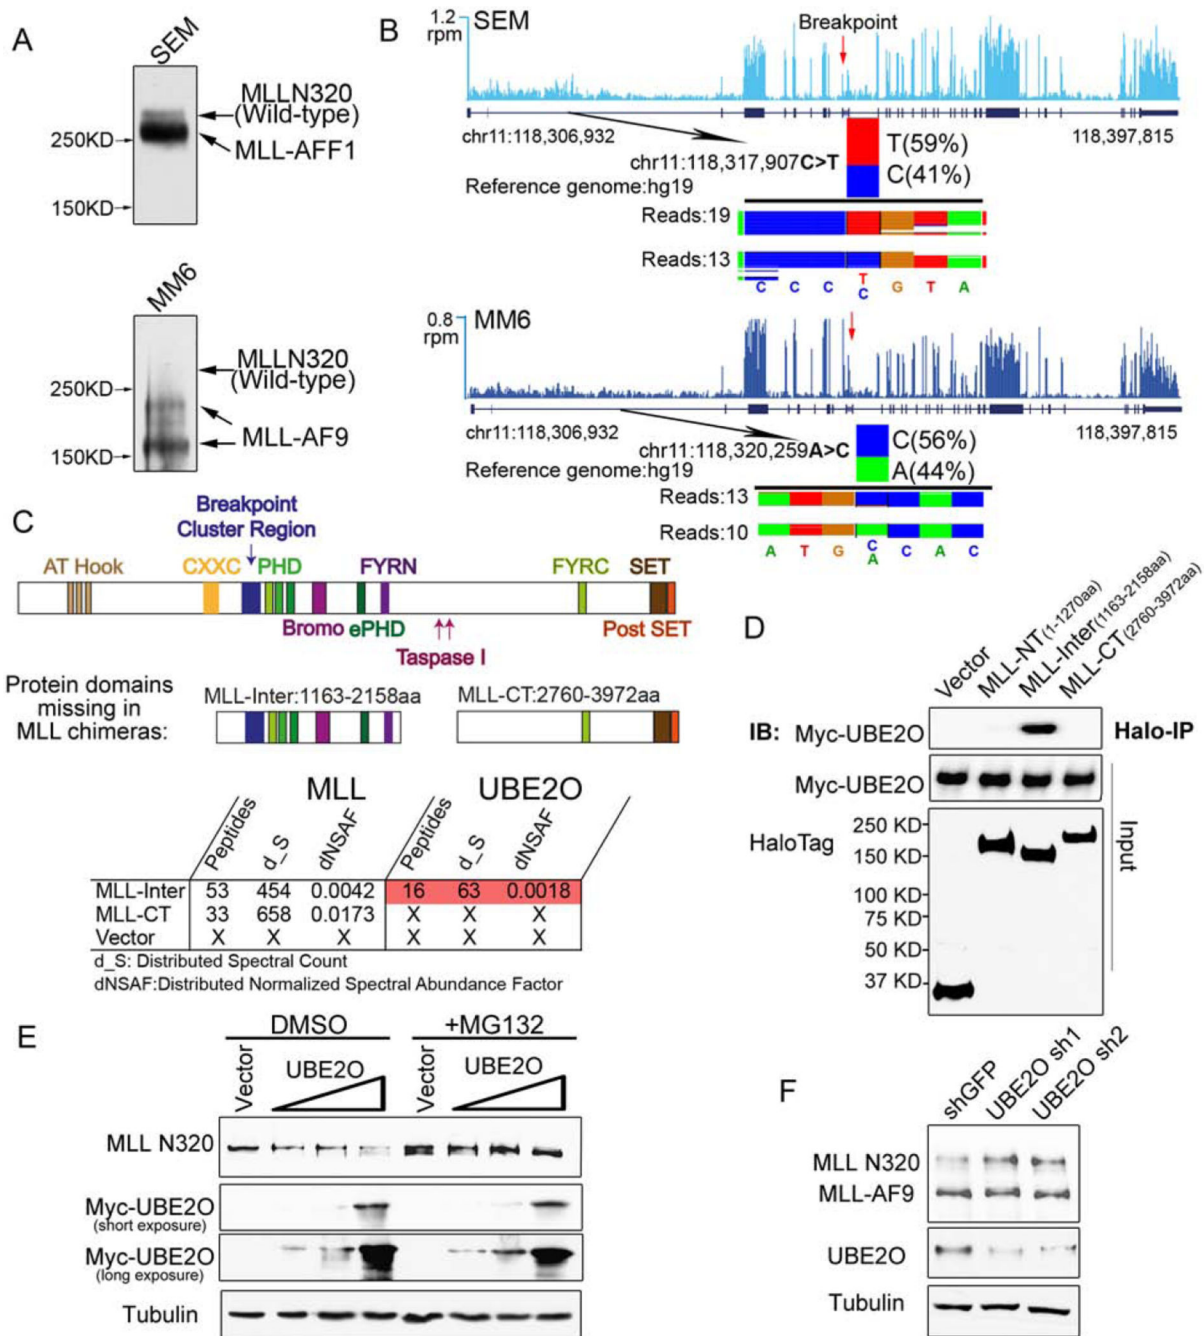 A
SEM
MLLN320
(Wild-type)
250KD
MLL-AFF1
150KD
MM6
MLLN320
(Wild-type)
250KD
MLL-AF9
150KD
B
1.2
rpm
SEM
Breakpoint
chr11:118,306,932
118,397,815
chr11:118,317,907C>T
T(59%)
C(41%)
Reference genome:hg19
Reads:19
Reads:13
C C C T G T A
C
0.8
rpm
MM6
chr11:118,306,932
118,397,815
chr11:118,320,259A>C
C(56%)
A(44%)
Reference genome:hg19
Reads:13
Reads:10
A T G C C A C
A
C
Breakpoint
Cluster Region
AT Hook CXXC PHD FYRN FYRC SET
Bromo ePHD Post SET
Taspase I
Protein domains
missing in
MLL chimeras:
MLL-Inter:1163-2158aa
MLL-CT:2760-3972aa
MLL UBE2O
Peptides d_S dNSAF Peptides d_S dNSAF
MLL-Inter 53 454 0.0042 16 63 0.0018
MLL-CT 33 658 0.0173 X X X
Vector X X X X X X
d_S: Distributed Spectral Count
dNSAF:Distributed Normalized Spectral Abundance Factor
D
Vector
MLL-NT(1-1270aa)
MLL-Inter(1163-2158aa)
MLL-CT(2760-3972aa)
IB: Myc-UBE2O Halo-IP
Myc-UBE2O
Input
HaloTag
250 KD
150 KD
100 KD
75 KD
50 KD
37 KD
E
DMSO +MG132
Vector UBE2O Vector UBE2O
MLL N320
Myc-UBE2O
(short exposure)
Myc-UBE2O
(long exposure)
Tubulin
F
shGFP
UBE2O sh1
UBE2O sh2
MLL N320
MLL-AF9
UBE2O
Tubulin